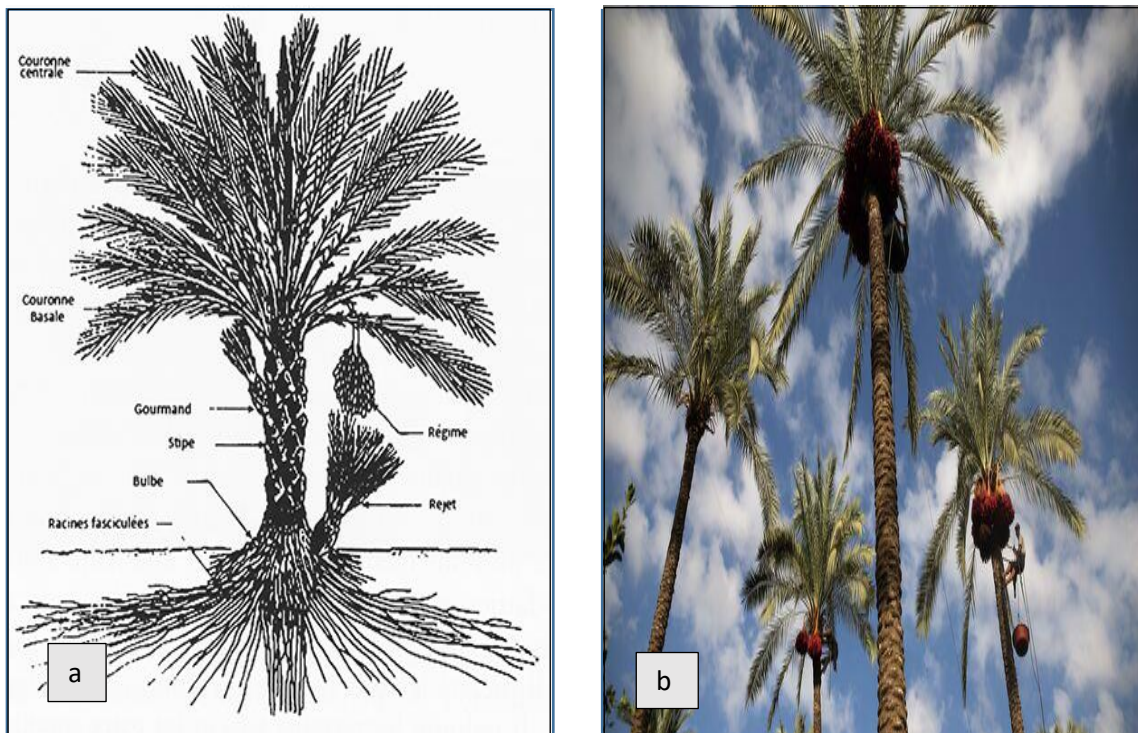 Couronne
centrale
Couronne
Basale
Gourmand
Stipe
Régime
Bulbe
Rejet
Racines fasciculées
a
b